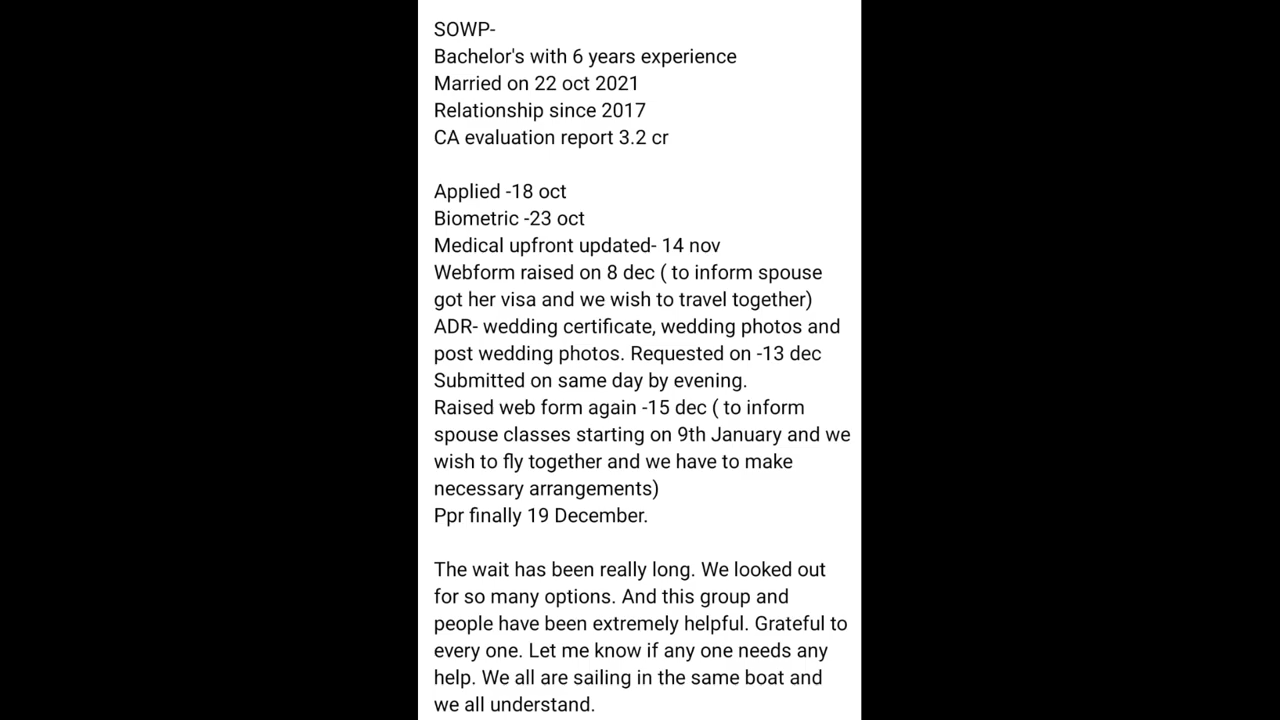 SOWP-
Bachelor's with 6 years experience
Married on 22 oct 2021
Relationship since 2017
CA evaluation report 3.2 cr
Applied -18 oct
Biometric -23 oct
Medical upfront updated- 14 nov
Webform raised on 8 dec ( to inform spouse
got her visa and we wish to travel together)
ADR- wedding certificate, wedding photos and
post wedding photos. Requested on -13 dec
Submitted on same day by evening.
Raised web form again -15 dec ( to inform
spouse classes starting on 9th January and we
wish to fly together and we have to make
necessary arrangements)
Ppr finally 19 December.
The wait has been really long. We looked out
for so many options. And this group and
people have been extremely helpful. Grateful to
every one. Let me know if any one needs any
help. We all are sailing in the same boat and
we all understand.